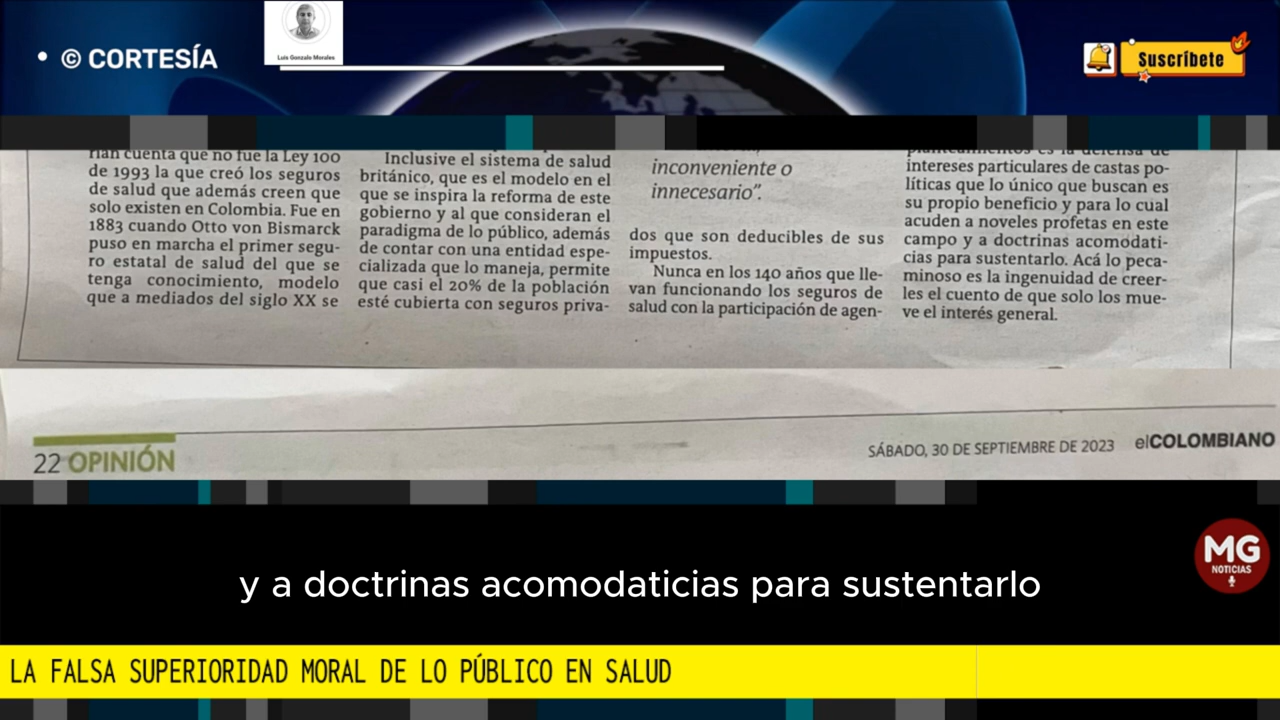 • © CORTESÍA
Luis Gonzalo Morales
Suscríbete
rían cuenta que no fue la Ley 100
de 1993 la que creó los seguros
de salud que además creen que
solo existen en Colombia. Fue en
1883 cuando Otto von Bismarck
puso en marcha el primer segu-
ro estatal de salud del que se
tenga conocimiento, modelo
que a mediados del siglo XX se
Inclusive el sistema de salud
británico, que es el modelo en el
que se inspira la reforma de este
gobierno y al que consideran el
paradigma de lo público, además
de contar con una entidad espe-
cializada que lo maneja, permite
que casi el 20% de la población
esté cubierta con seguros priva-
inconveniente o
innecesario”.
dos que son deducibles de sus
impuestos.
Nunca en los 140 años que lle-
van funcionando los seguros de
salud con la participación de agen-
planteamientos es la defensa de
intereses particulares de castas po-
líticas que lo único que buscan es
su propio beneficio y para lo cual
acuden a noveles profetas en este
campo y a doctrinas acomodati-
cias para sustentarlo. Acá lo peca-
minoso es la ingenuidad de creer-
les el cuento de que solo los mue-
ve el interés general.
22 OPINIÓN
SÁBADO, 30 DE SEPTIEMBRE DE 2023
elCOLOMBIANO
MG
NOTICIAS
y a doctrinas acomodaticias para sustentarlo
LA FALSA SUPERIORIDAD MORAL DE LO PÚBLICO EN SALUD